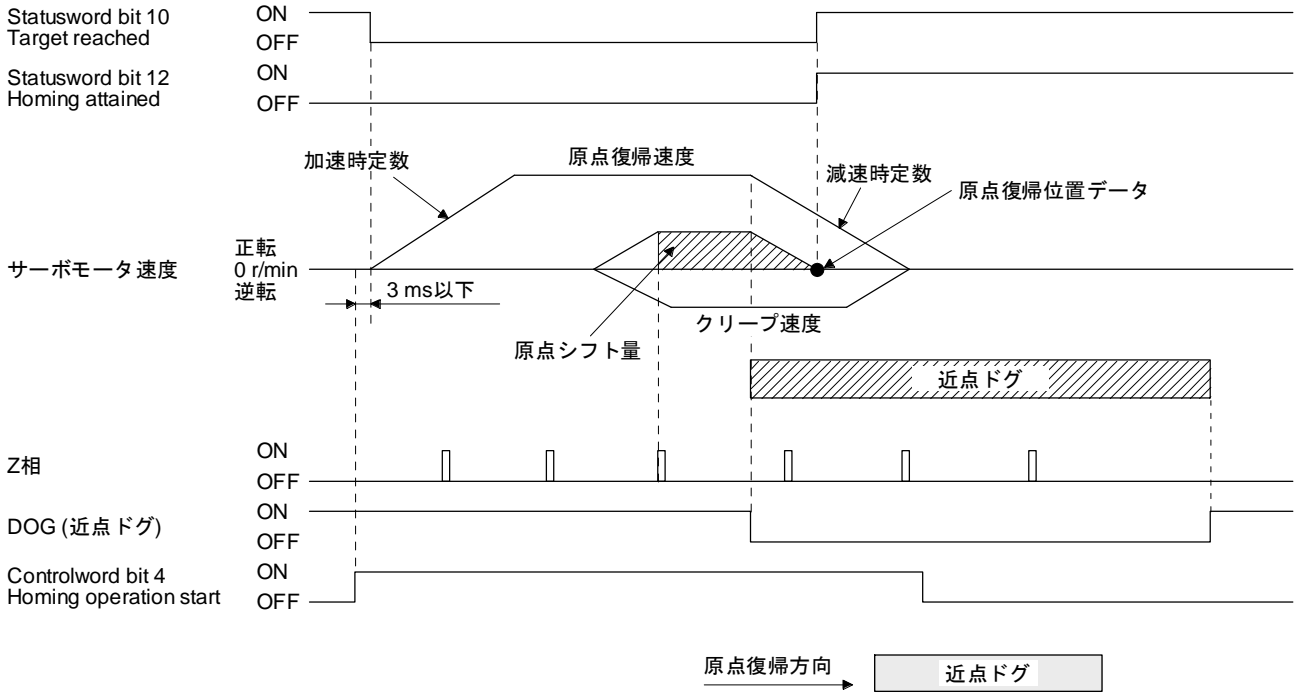 Statusword bit 10
Target reached
ON
OFF
Statusword bit 12
Homing attained
ON
OFF
加速時定数
原点復帰速度
減速時定数
原点復帰位置データ
サーボモータ速度
正転
0 r/min
逆転
3 ms以下
クリープ速度
原点シフト量
近点ドグ
Z相
ON
OFF
DOG (近点ドグ)
ON
OFF
Controlword bit 4
Homing operation start
ON
OFF
原点復帰方向
近点ドグ